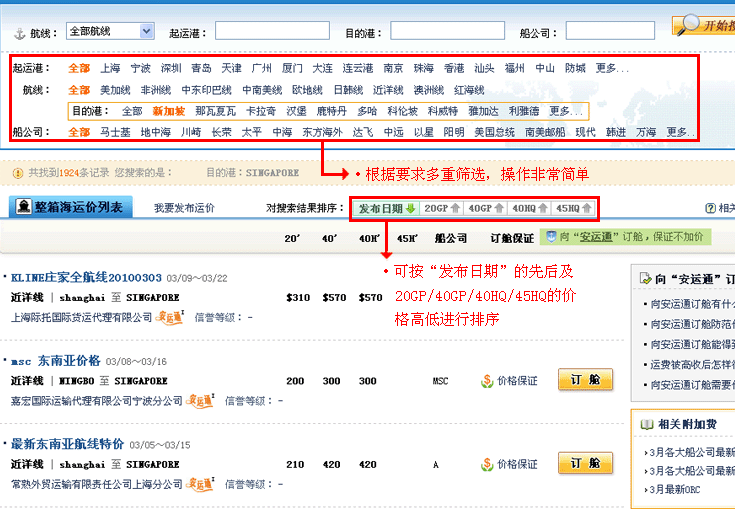 航线： 全部航线 起运港： 目的港： 船公司： 开始搜
起运港： 全部 上海 宁波 深圳 青岛 天津 广州 厦门 大连 连云港 南京 珠海 香港 汕头 福州 中山 防城 更多...
航线： 全部 美加线 非洲线 中东印巴线 中南美线 欧地线 日韩线 近洋线 澳洲线 红海线
目的港： 全部 新加坡 那瓦夏瓦 卡拉奇 汉堡 鹿特丹 多哈 科伦坡 科威特 雅加达 利雅德 更多...
船公司： 全部 马士基 地中海 川崎 长荣 太平 中海 东方海外 达飞 中远 以星 阳明 美国总统 南美邮船 现代 韩进 万海 更多..
共找到1924条记录 您搜索的是： 目的港：SINGAPORE
·根据要求多重筛选，操作非常简单
整箱海运价列表 我要发布运价 对搜索结果排序： 发布日期 20GP 40GP 40HQ 45HQ 相关
20' 40' 40H' 45H' 船公司 订舱保证 向“安运通”订舱，保证不加价
·可按“发布日期”的先后及
20GP/40GP/40HQ/45HQ的价
格高低进行排序
·KLINE庄家全航线20100303 03/09～03/22
近洋线 | shanghai 至 SINGAPORE $310 $570 $570
上海际托国际货运代理有限公司 安运通 信誉等级：-
·msc 东南亚价格 03/08～03/16
近洋线 | NINGBO 至 SINGAPORE 200 300 300 MSC 价格保证 订 舱
嘉宏国际运输代理有限公司宁波分公司 安运通 信誉等级：-
·最新东南亚航线特价 03/05～03/15
近洋线 | shanghai 至 SINGAPORE 210 420 420 A 价格保证 订 舱
常熟外贸运输有限责任公司上海分公司 安运通 信誉等级：-
向“安运通”订
·向安运通订舱有什么
·向安运通订舱防范什
·向安运通订舱能得到
·运费被高收后怎样很
·向安运通订舱需要什
相关附加费
›3月各大船公司最新
›3月各大船公司最新
›3月最新ORC